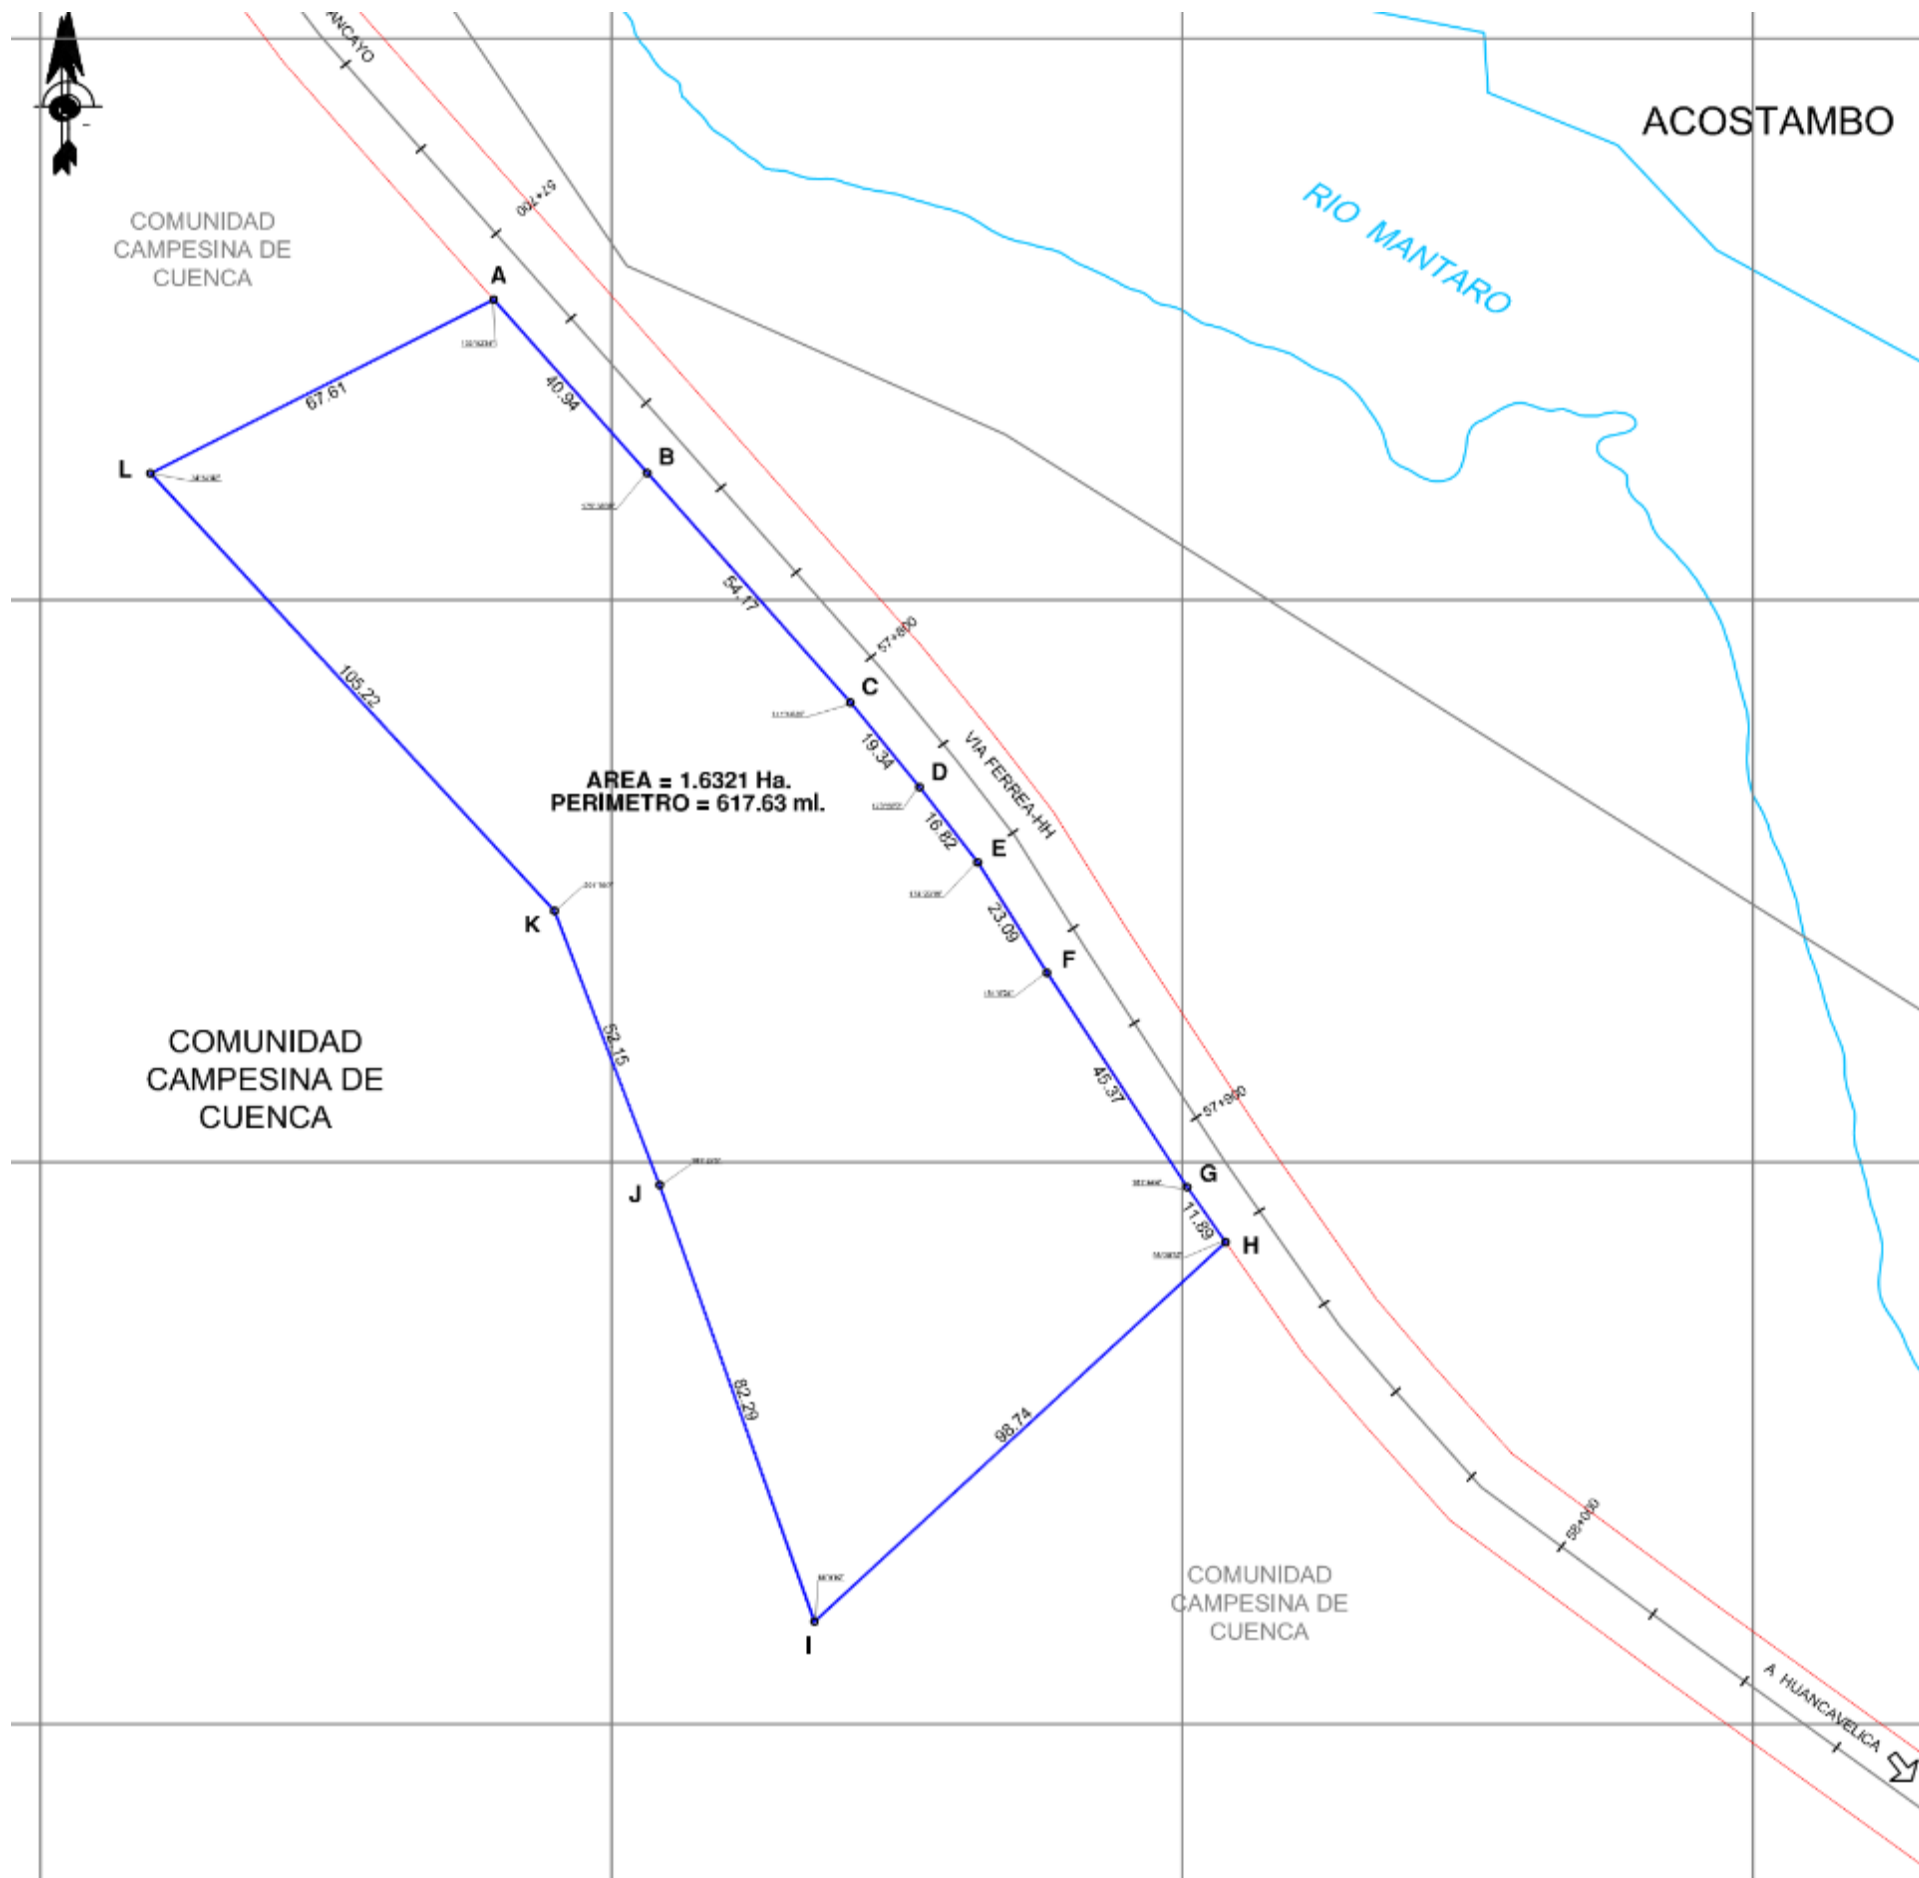 ANCAYO
ACOSTAMBO
57+700
RIO MANTARO
COMUNIDAD
CAMPESINA DE
CUENCA
A
67.61
40.94
L
B
54.17
57+800
C
105.22
19.34
VIA FERREA-HH
D
AREA = 1.6321 Ha.
PERIMETRO = 617.63 ml.
16.82
E
K
23.09
F
COMUNIDAD
CAMPESINA DE
CUENCA
52.15
45.37
57+900
J
G
11.89
H
82.29
98.74
58+000
COMUNIDAD
CAMPESINA DE
CUENCA
I
A HUANCAVELICA